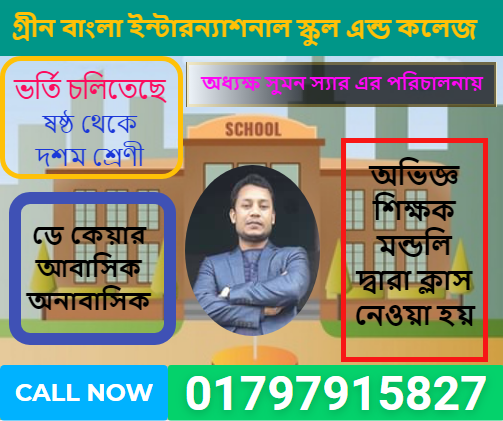 গ্রীন বাংলা ইন্টারন্যাশনাল স্কুল এন্ড কলেজ
ভর্তি চলিতেছে
ষষ্ঠ থেকে
দশম শ্রেণী
অধ্যক্ষ সুমন স্যার এর পরিচালনায়
SCHOOL
ডে কেয়ার
আবাসিক
অনাবাসিক
অভিজ্ঞ
শিক্ষক
মন্ডলি
দ্বারা ক্লাস
নেওয়া হয়
CALL NOW
01797915827